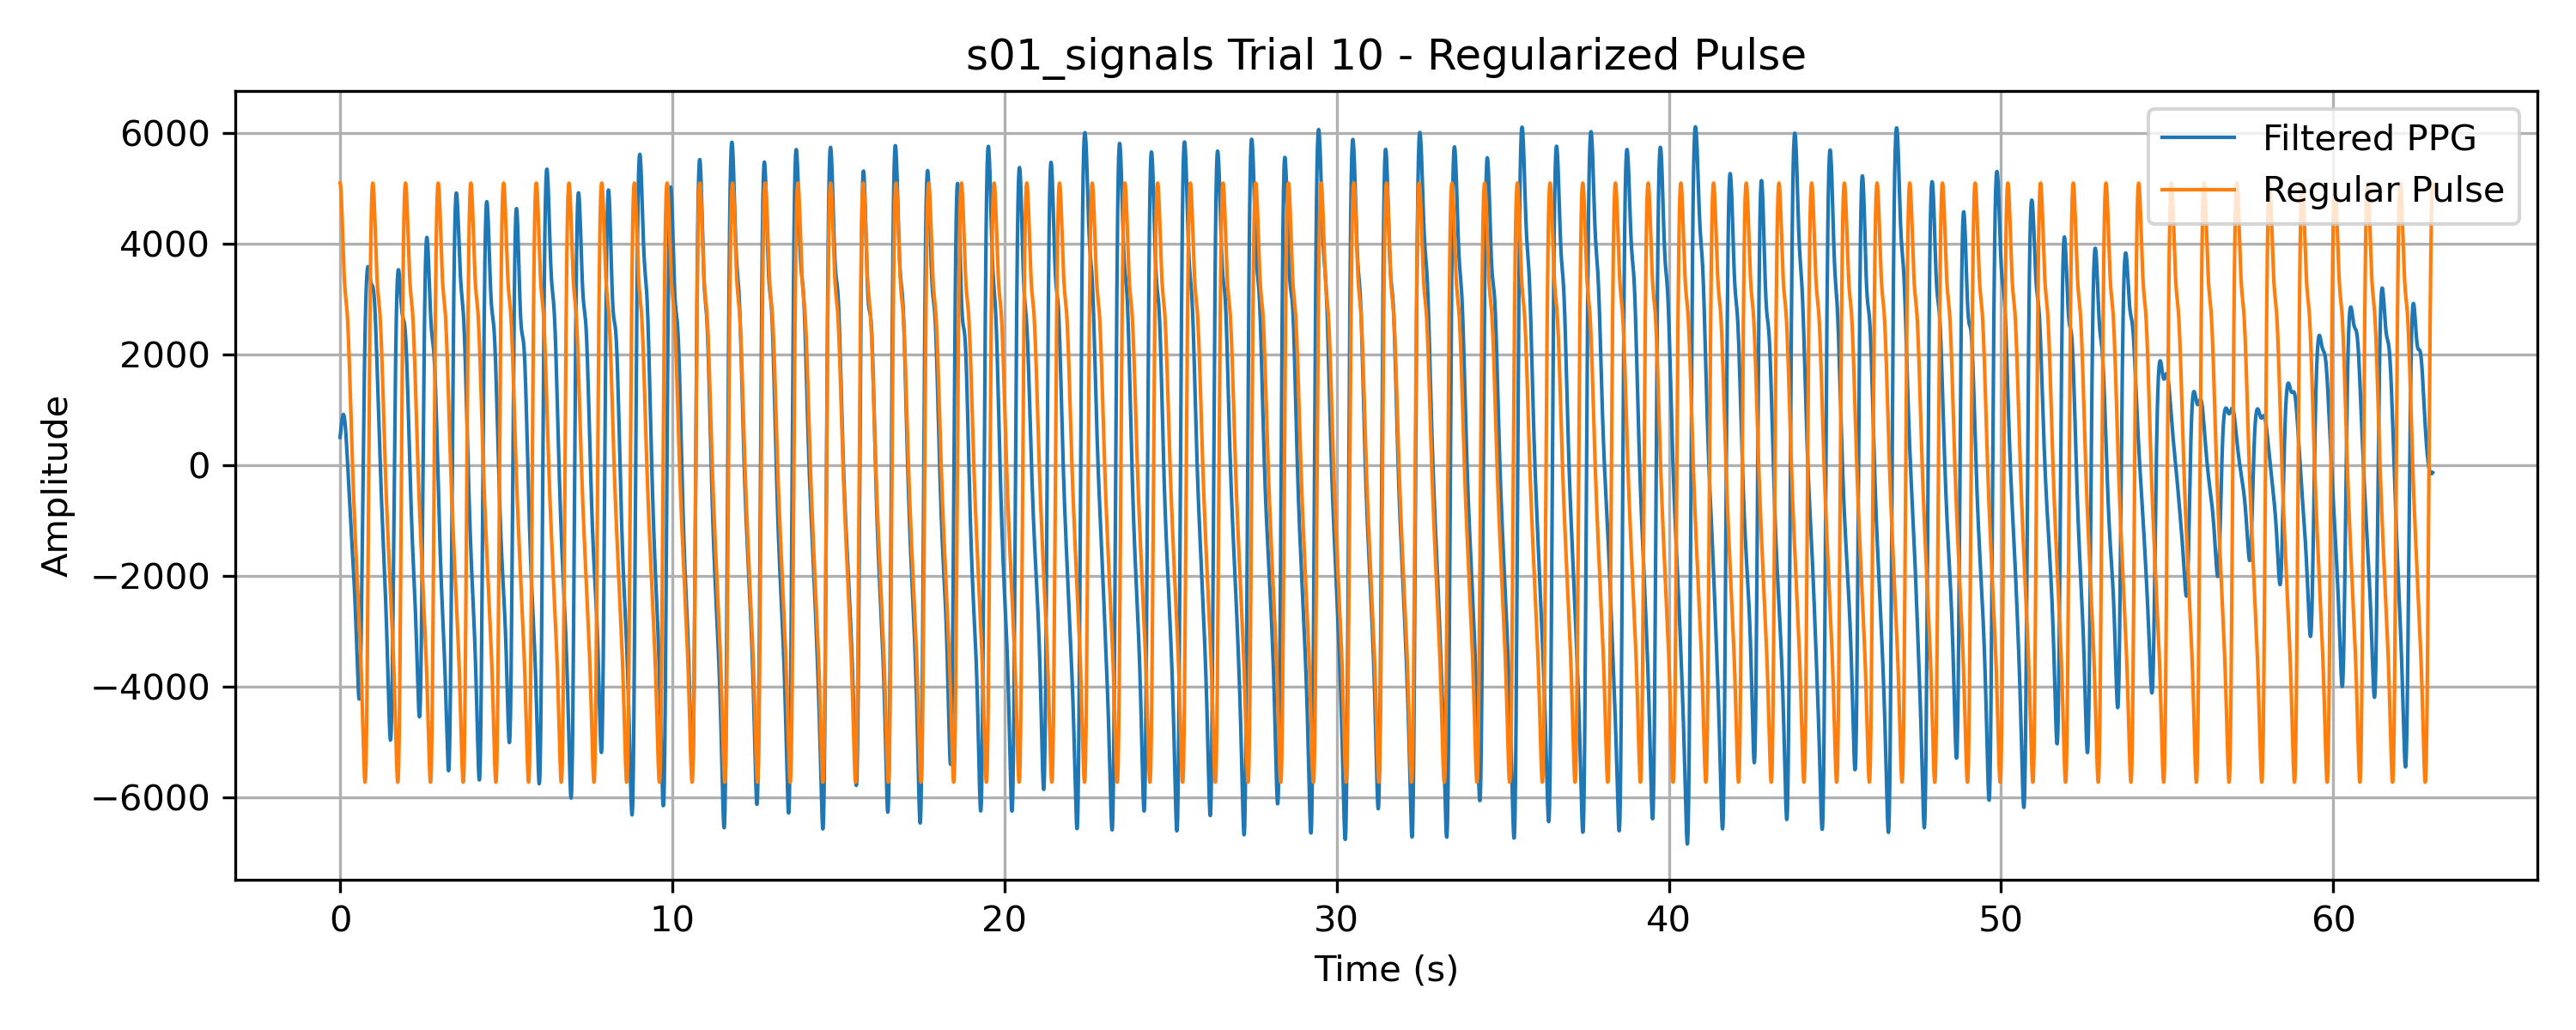 s01_signals Trial 10 - Regularized Pulse
Filtered PPG
Regular Pulse
Amplitude
6000
4000
2000
0
−2000
−4000
−6000
0 10 20 30 40 50 60
Time (s)